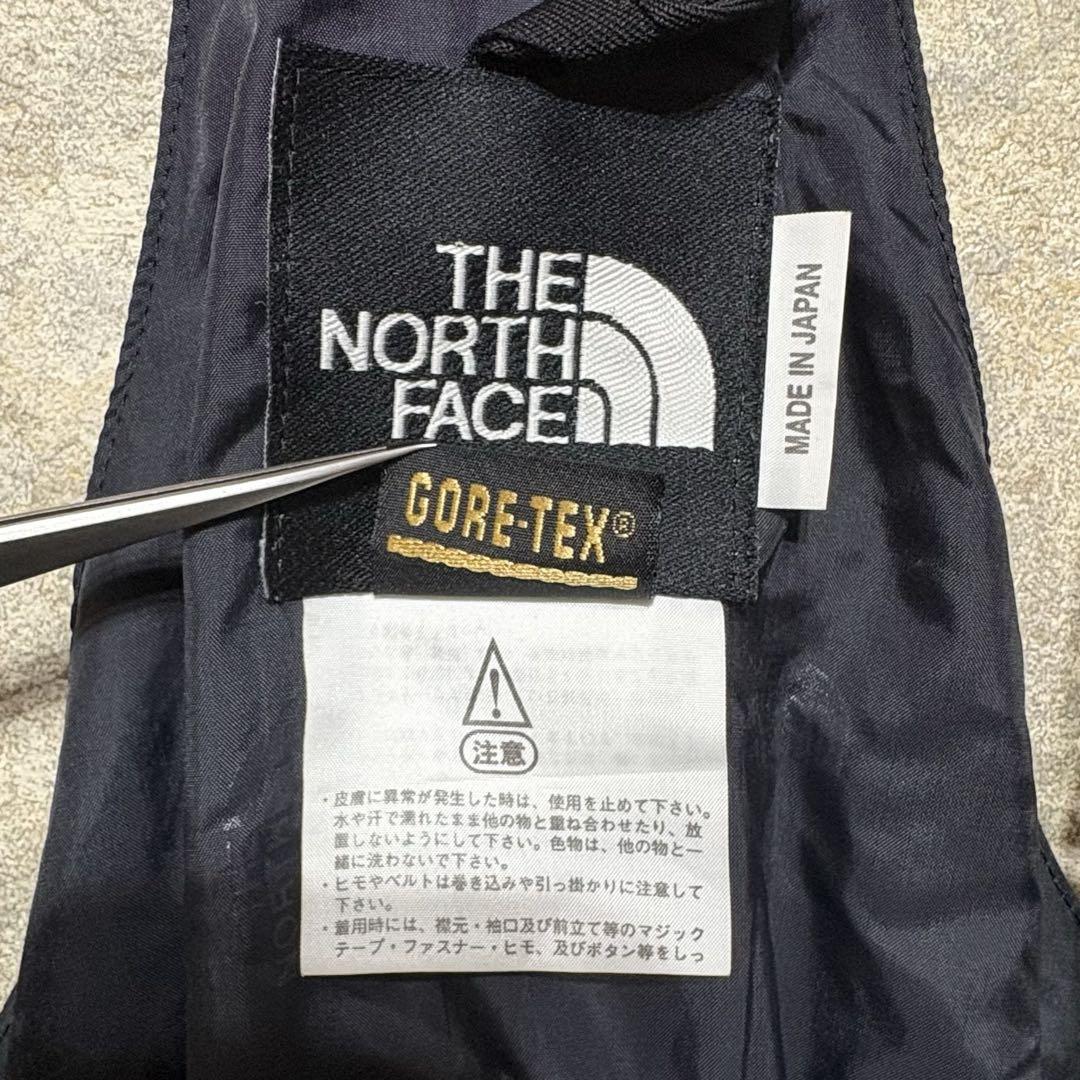 THE
NORTH
FACE
MADE IN JAPAN
GORE-TEX®
注意
・皮膚に異常が発生した時は、使用を止めて下さい。
水や汗で濡れたまま他の物と重ね合わせたり、放
置しないようにして下さい。色物は、他の物と一
緒に洗わないで下さい。
・ヒモやベルトは巻き込みや引っ掛かりに注意して
下さい。
・着用時には、襟元・袖口及び前立て等のマジック
テープ・ファスナー・ヒモ、及びボタン等をしっ